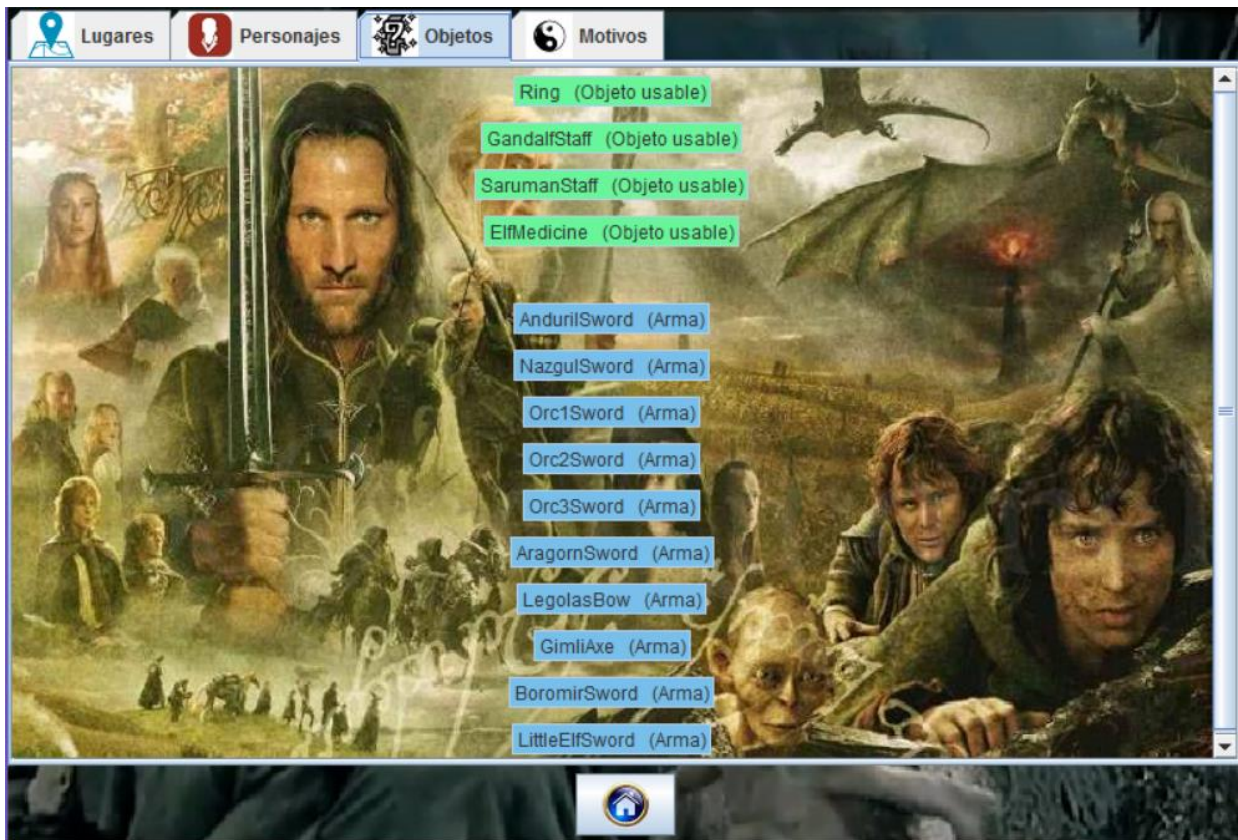 Lugares Personajes Objetos Motivos
Ring (Objeto usable)
GandalfStaff (Objeto usable)
SarumanStaff (Objeto usable)
ElfMedicine (Objeto usable)
AndurilSword (Arma)
NazgulSword (Arma)
Orc1Sword (Arma)
Orc2Sword (Arma)
Orc3Sword (Arma)
AragornSword (Arma)
LegolasBow (Arma)
GimliAxe (Arma)
BoromirSword (Arma)
LittleElfSword (Arma)